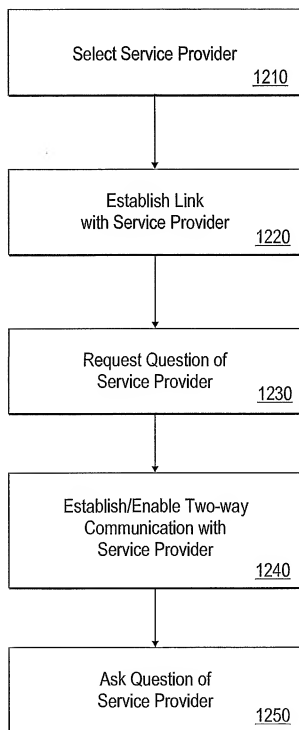 Select Service Provider
1210
Establish Link
with Service Provider
1220
Request Question of
Service Provider
1230
Establish/Enable Two-way
Communication with
Service Provider
1240
Ask Question of
Service Provider
1250